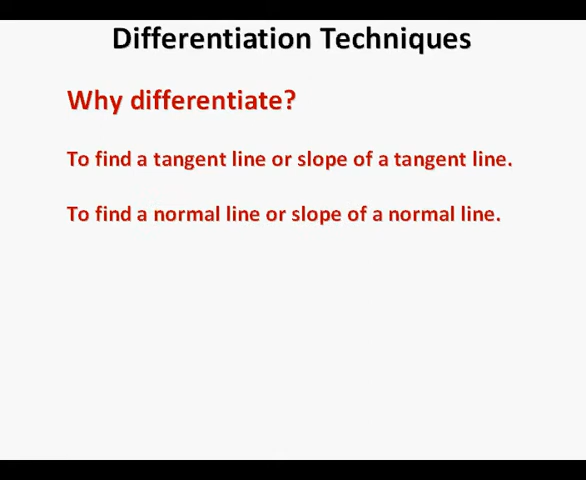 Differentiation Techniques
Why differentiate?
To find a tangent line or slope of a tangent line.
To find a normal line or slope of a normal line.